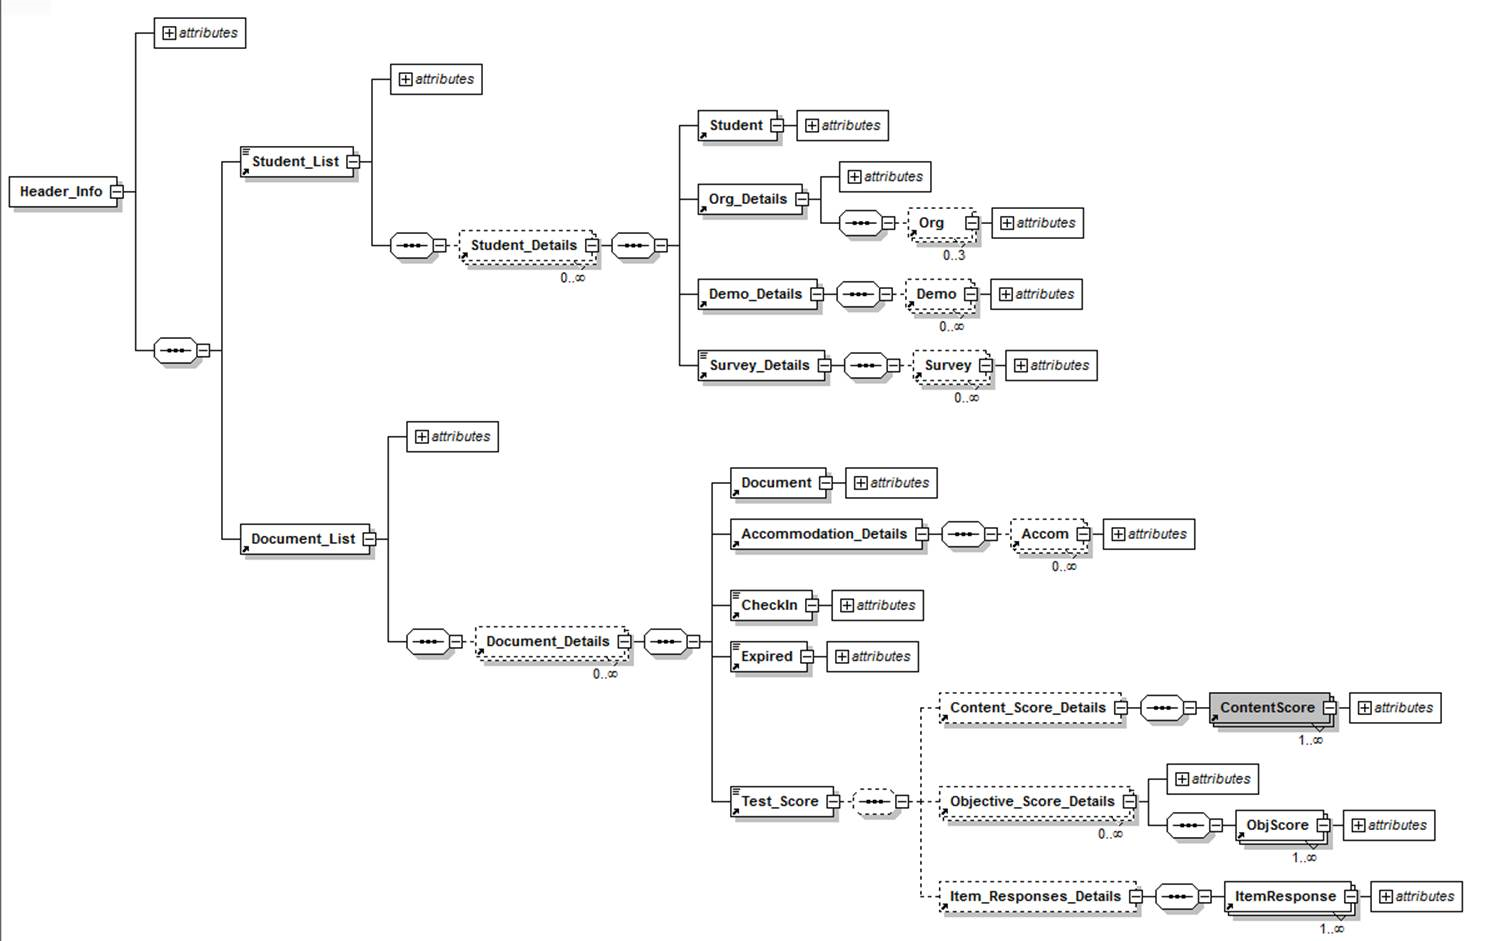 attributes
attributes
Student
attributes
Student_List
attributes
Header_Info
Org_Details
Org
attributes
0..3
Student_Details
0..∞
Demo_Details
Demo
attributes
0..∞
Survey_Details
Survey
attributes
0..∞
attributes
Document
attributes
Document_List
Accommodation_Details
Accom
attributes
0..∞
CheckIn
attributes
Document_Details
0..∞
Expired
attributes
Content_Score_Details
ContentScore
attributes
1..∞
attributes
Test_Score
Objective_Score_Details
0..∞
ObjScore
attributes
1..∞
Item_Responses_Details
ItemResponse
attributes
1..∞